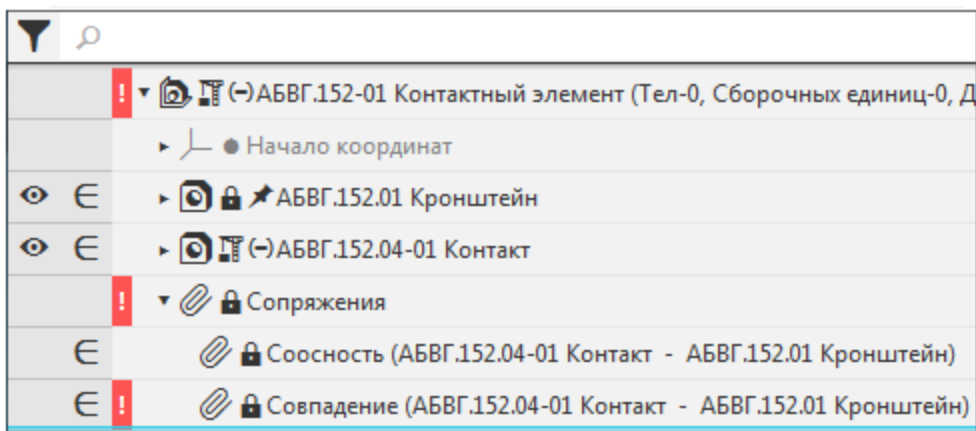 ! (-)АБВГ.152-01 Контактный элемент (Тел-0, Сборочных единиц-0, Д
Начало координат
∈ АБВГ.152.01 Кронштейн
∈ (-)АБВГ.152.04-01 Контакт
! Сопряжения
∈ Соосность (АБВГ.152.04-01 Контакт - АБВГ.152.01 Кронштейн)
∈ ! Совпадение (АБВГ.152.04-01 Контакт - АБВГ.152.01 Кронштейн)